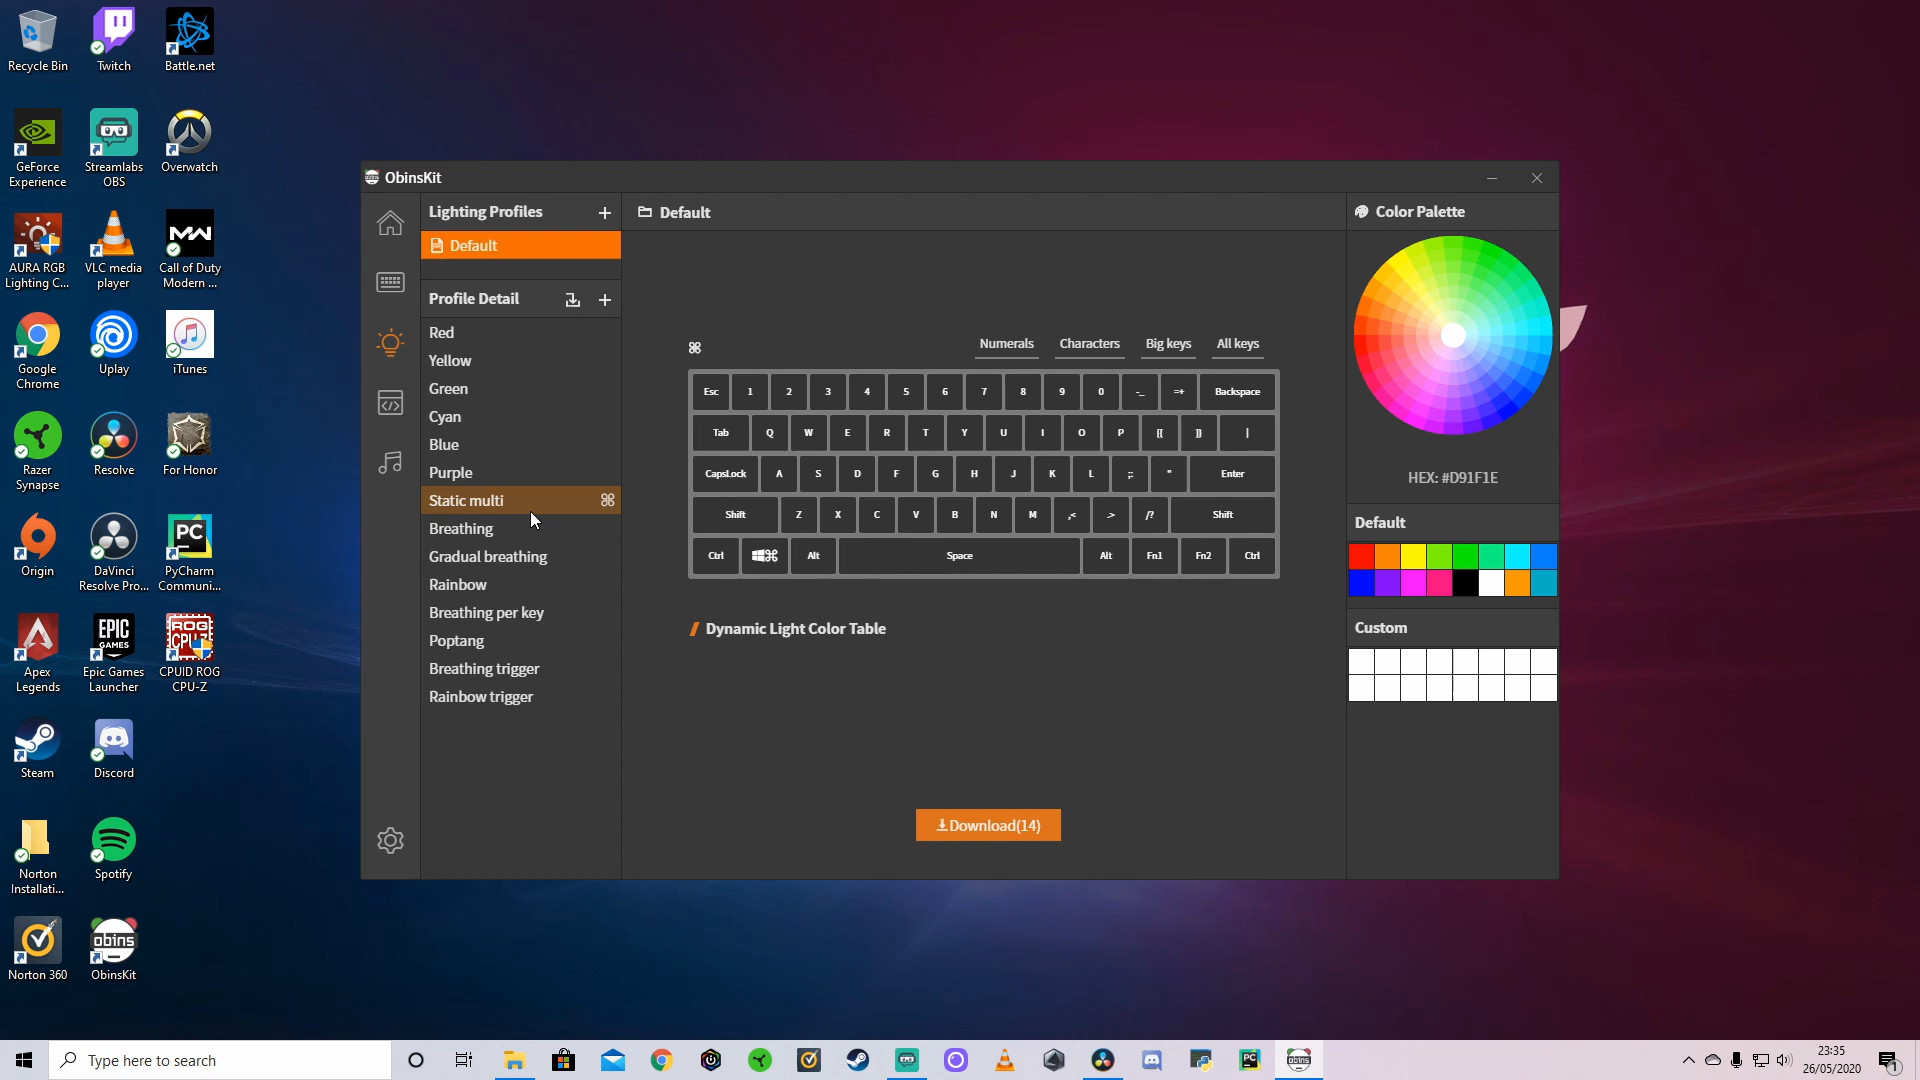 Recycle Bin
Twitch
Battle.net
GeForce
Experience
Streamlabs
OBS
Overwatch
AURA RGB
Lighting C...
VLC media
player
Call of Duty
Modern ...
Google
Chrome
Uplay
iTunes
Razer
Synapse
Resolve
For Honor
Origin
DaVinci
Resolve Pro...
PyCharm
Communi...
Apex
Legends
Epic Games
Launcher
CPUID ROG
CPU-Z
Steam
Discord
Norton
Installati...
Spotify
Norton 360
ObinsKit
ObinsKit
Lighting Profiles +
Default
Profile Detail +
Red
Yellow
Green
Cyan
Blue
Purple
Static multi ⌘
Breathing
Gradual breathing
Rainbow
Breathing per key
Poptang
Breathing trigger
Rainbow trigger
Default
⌘ Numerals Characters Big keys All keys
Esc 1 2 3 4 5 6 7 8 9 0 -_ =+ Backspace
Tab Q W E R T Y U I O P [{ ]} |
CapsLock A S D F G H J K L ;: " Enter
Shift Z X C V B N M ,< .> /? Shift
Ctrl ⌘ Alt Space Alt Fn1 Fn2 Ctrl
Dynamic Light Color Table
Download(14)
Color Palette
HEX: #D91F1E
Default
Custom
Type here to search
23:35
26/05/2020
1